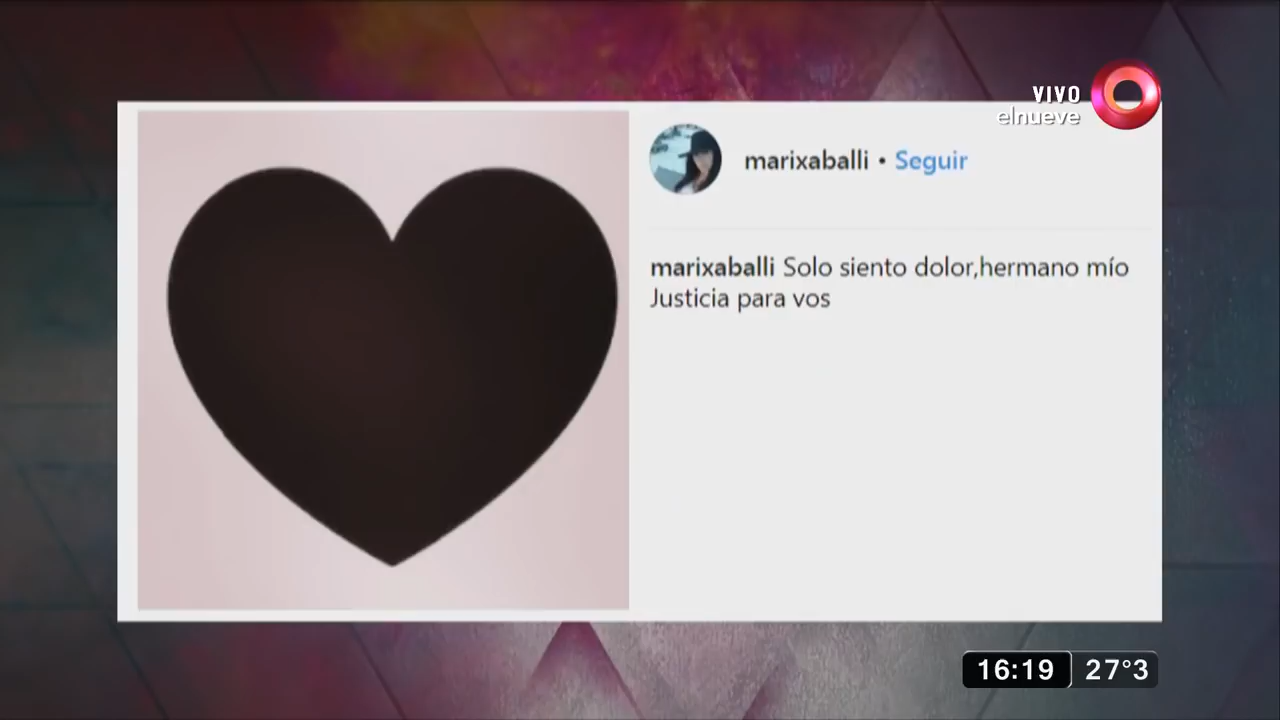 VIVO
elnueve
marixaballi • Seguir
marixaballi Solo siento dolor,hermano mío
Justicia para vos
16:19 27°3